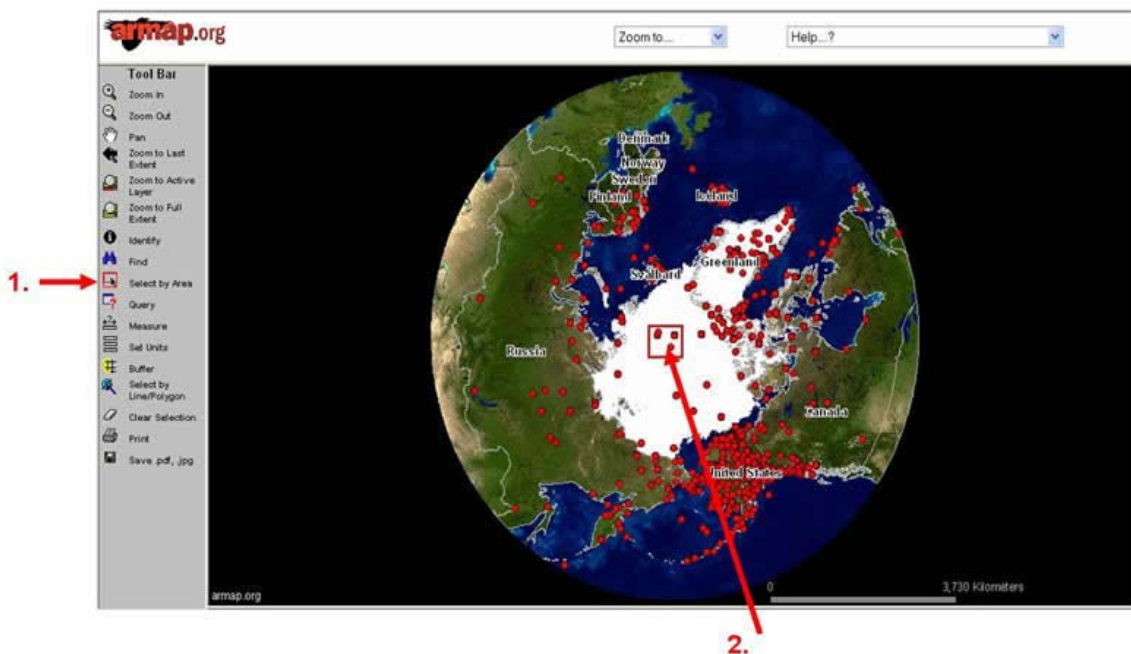 armap.org
Zoom to...
Help...?
Tool Bar
Zoom In
Zoom Out
Pan
Zoom to Last
Extent
Zoom to Active
Layer
Zoom to Full
Extent
Identify
Find
1.
Select by Area
Query
Measure
Set Units
Buffer
Select by
Line/Polygon
Clear Selection
Print
Save .pdf, .jpg
Denmark
Norway
Sweden
Finland
Iceland
Svalbard
Greenland
Russia
Canada
United States
armap.org
0
3,730 Kilometers
2.